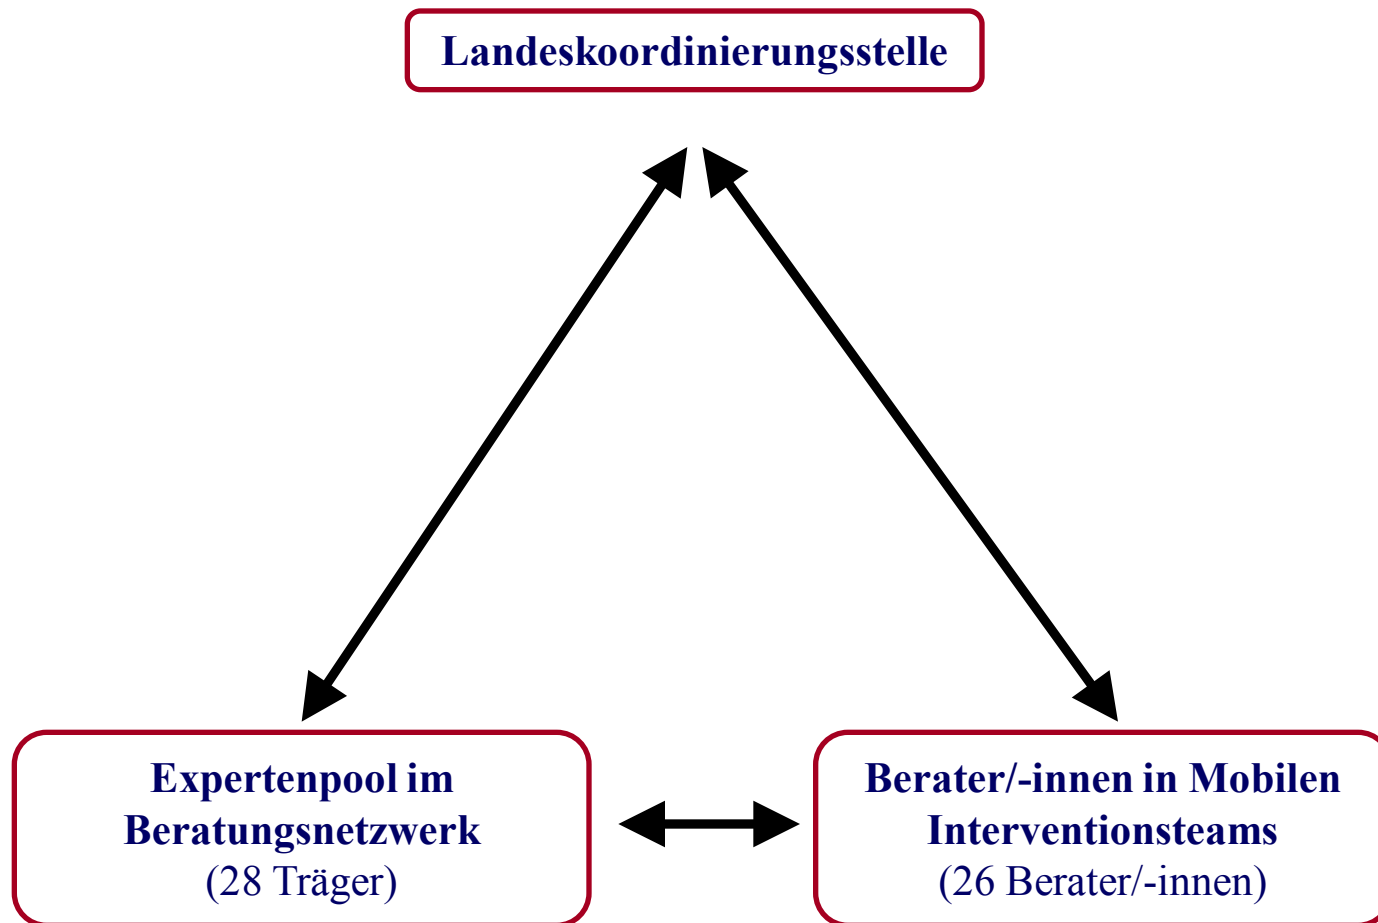 Landeskoordinierungsstelle
Expertenpool im
Beratungsnetzwerk
(28 Träger)
Berater/-innen in Mobilen
Interventionsteams
(26 Berater/-innen)